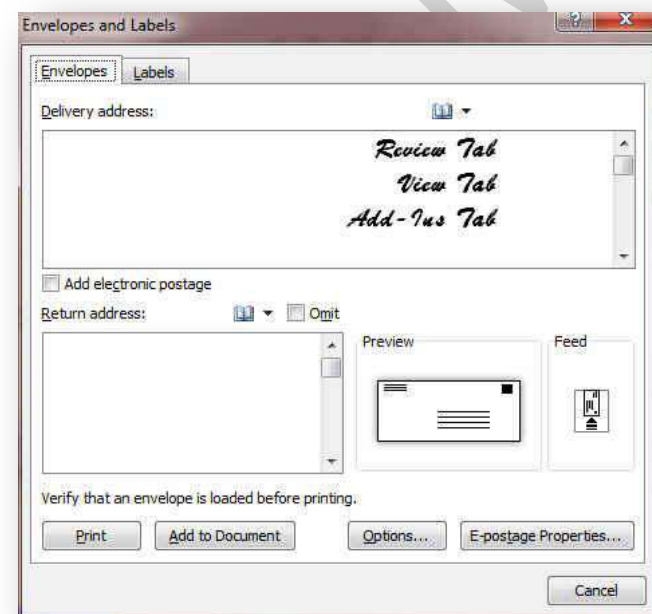 Envelopes and Labels
Envelopes Labels
Delivery address:
Review Tab
View Tab
Add-Ins Tab
Add electronic postage
Return address: Omit
Preview Feed
Verify that an envelope is loaded before printing.
Print Add to Document Options... E-postage Properties...
Cancel